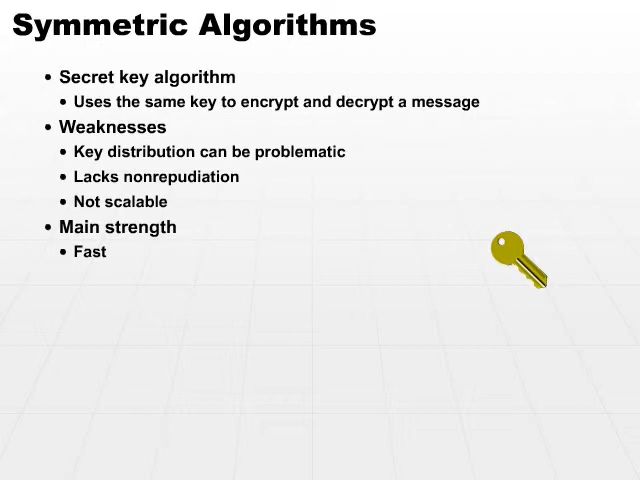 Symmetric Algorithms
• Secret key algorithm
• Uses the same key to encrypt and decrypt a message
• Weaknesses
• Key distribution can be problematic
• Lacks nonrepudiation
• Not scalable
• Main strength
• Fast